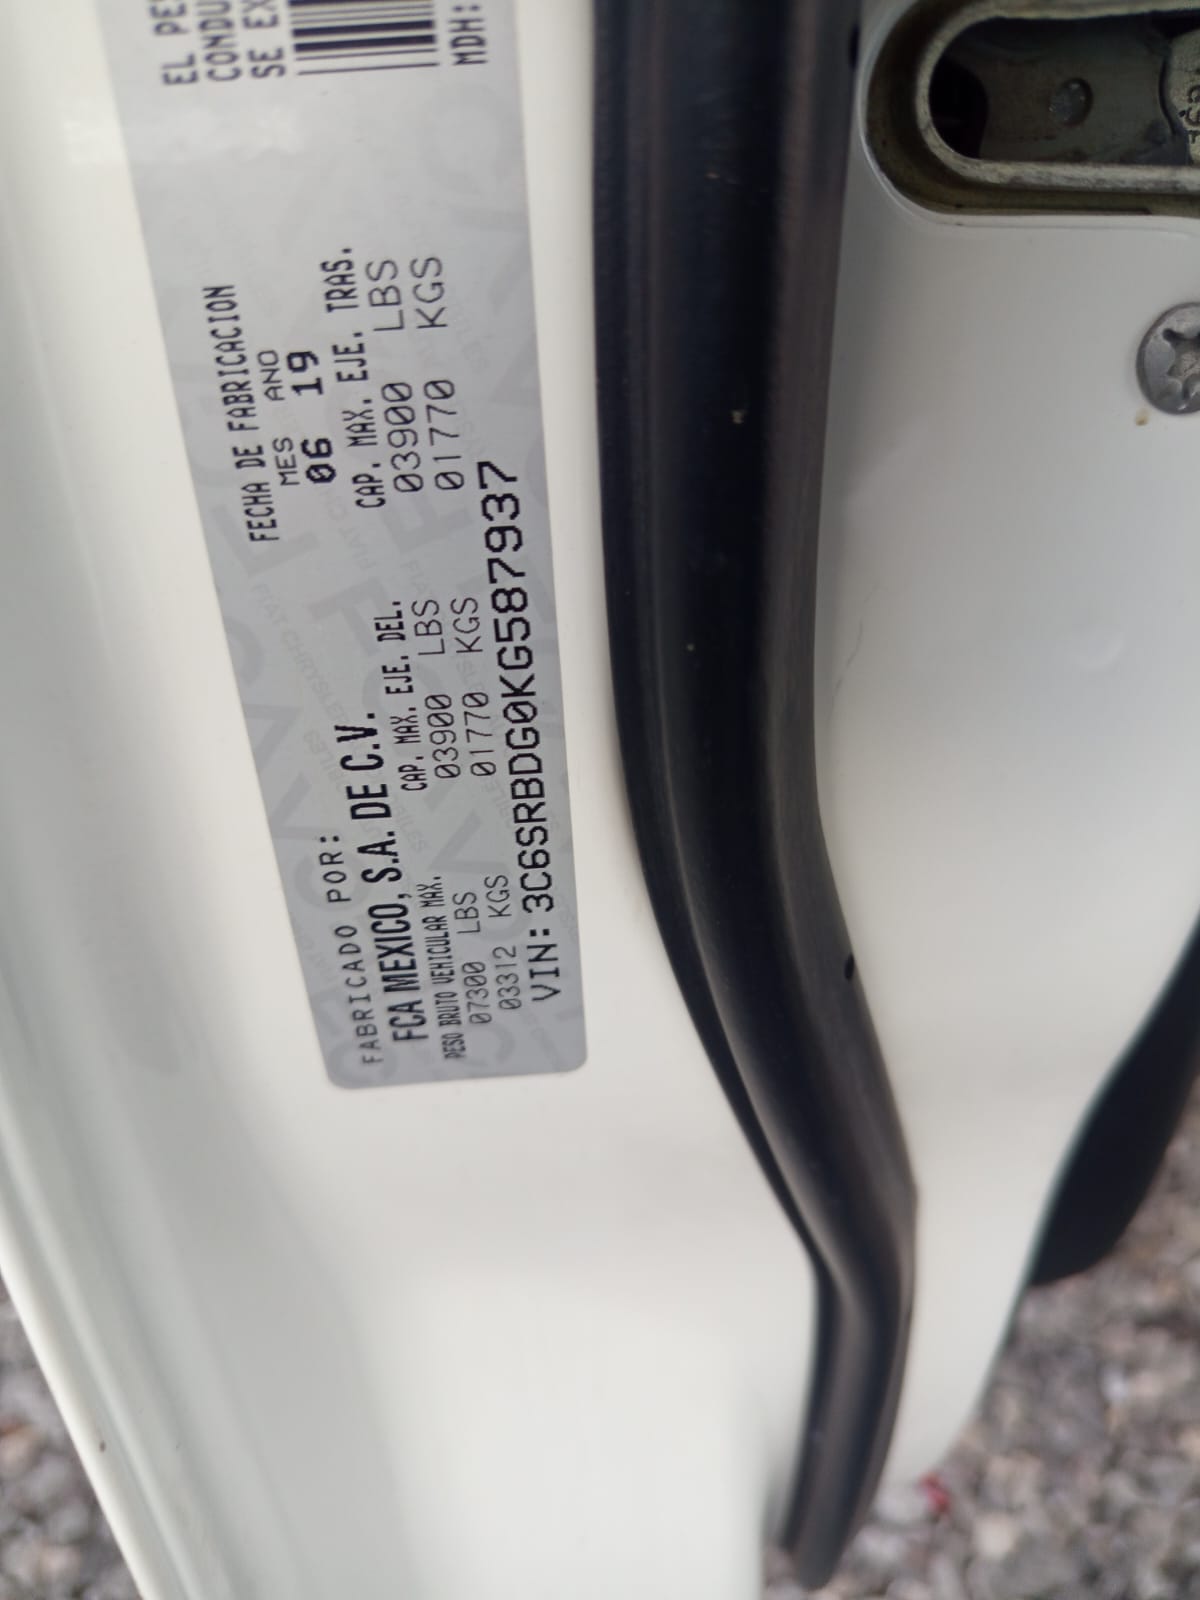 FABRICADO POR:
FCA MEXICO, S.A. DE C.V.
FECHA DE FABRICACION
MES ANO
06 19
PESO BRUTO VEHICULAR MAX.
07300 LBS
03312 KGS
CAP. MAX. EJE. DEL.
03900 LBS
01770 KGS
CAP. MAX. EJE. TRAS.
03900 LBS
01770 KGS
VIN: 3C6SRBDG0KG587937
EL
SE
MDH: